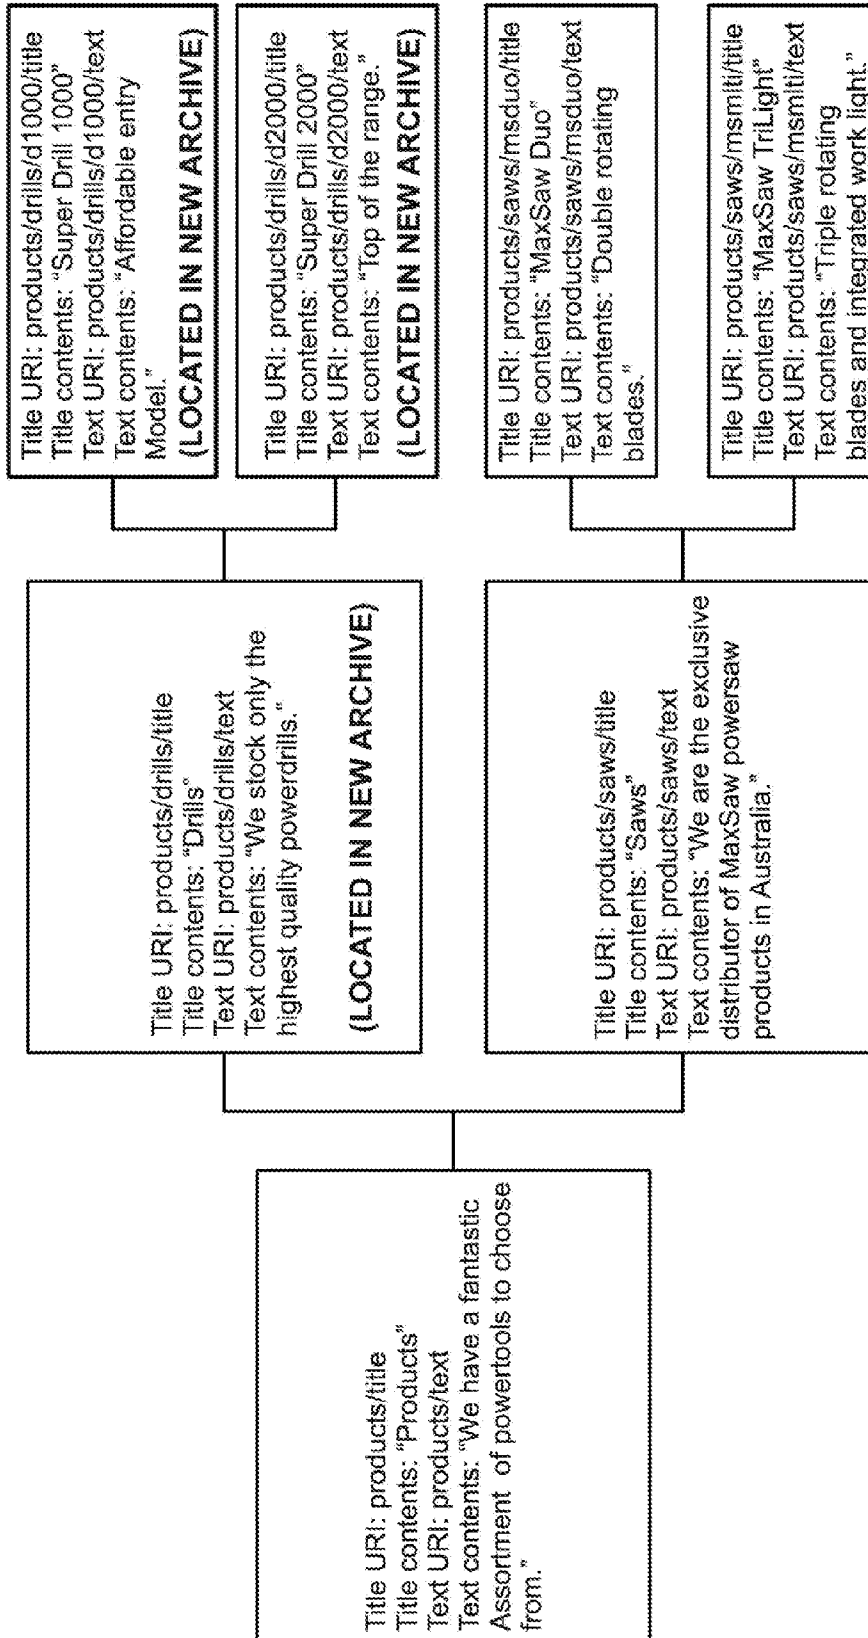 Title URI: products/title
Title contents: "Products"
Text URI: products/text
Text contents: "We have a fantastic
Assortment of powertools to choose
from."
Title URI: products/drills/title
Title contents: "Drills"
Text URI: products/drills/text
Text contents: "We stock only the
highest quality powerdrills."
(LOCATED IN NEW ARCHIVE)
Title URI: products/saws/title
Title contents: "Saws"
Text URI: products/saws/text
Text contents: "We are the exclusive
distributor of MaxSaw powersaw
products in Australia."
Title URI: products/drills/d1000/title
Title contents: "Super Drill 1000"
Text URI: products/drills/d1000/text
Text contents: "Affordable entry
Model."
(LOCATED IN NEW ARCHIVE)
Title URI: products/drills/d2000/title
Title contents: "Super Drill 2000"
Text URI: products/drills/d2000/text
Text contents: "Top of the range."
(LOCATED IN NEW ARCHIVE)
Title URI: products/saws/msduo/title
Title contents: "MaxSaw Duo"
Text URI: products/saws/msduo/text
Text contents: "Double rotating
blades."
Title URI: products/saws/msmlti/title
Title contents: "MaxSaw TriLight"
Text URI: products/saws/msmlti/text
Text contents: "Triple rotating
blades and integrated work light."